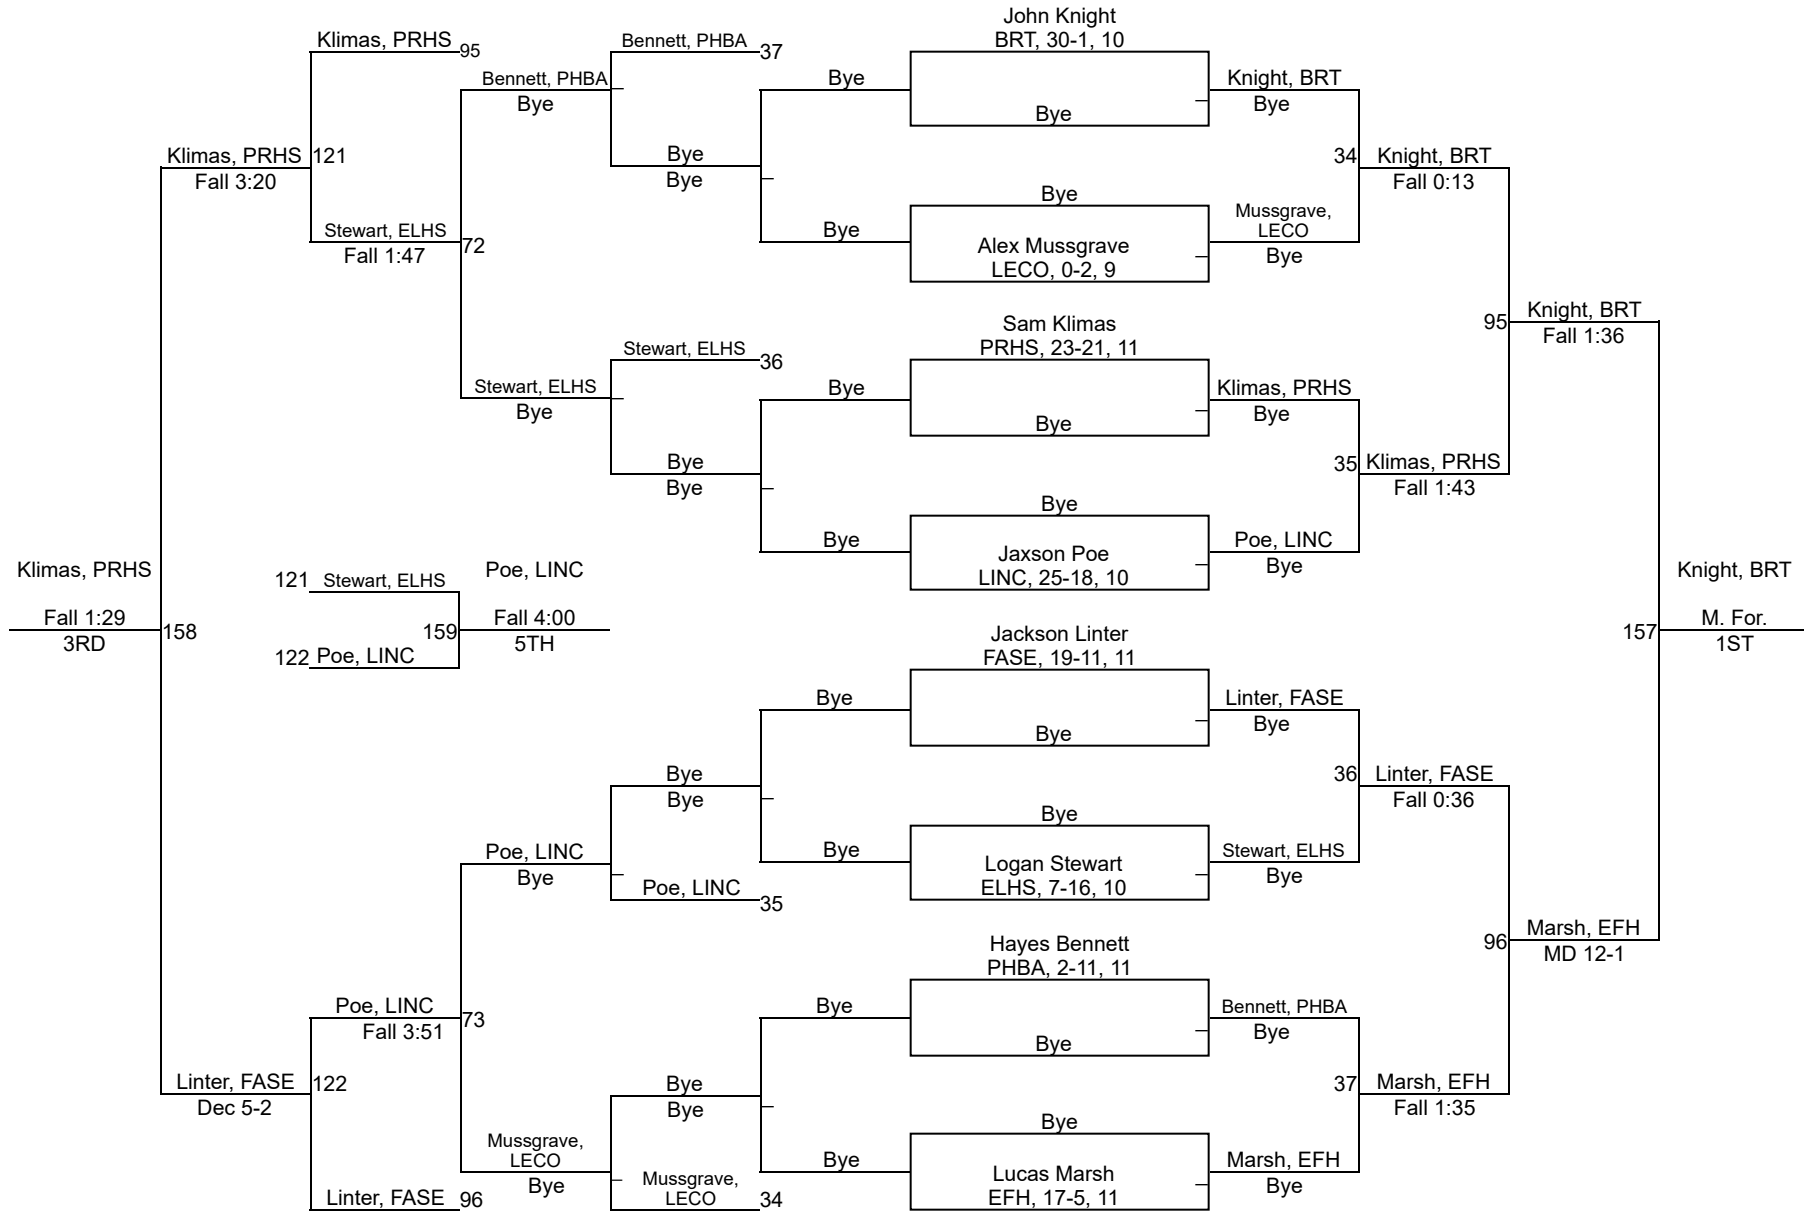 John Knight
BRT, 30-1, 10
Klimas, PRHS
95
Bennett, PHBA
37
Bennett, PHBA
Bye
Bye
Bye
Knight, BRT
Bye
Klimas, PRHS
121
Fall 3:20
Bye
Bye
34
Knight, BRT
Fall 0:13
Stewart, ELHS
72
Fall 1:47
Bye
Bye
Alex Mussgrave
LECO, 0-2, 9
Mussgrave,
LECO
Bye
95
Knight, BRT
Fall 1:36
Sam Klimas
PRHS, 23-21, 11
Stewart, ELHS
36
Stewart, ELHS
Bye
Bye
Bye
Klimas, PRHS
Bye
Bye
Bye
35
Klimas, PRHS
Fall 1:43
Bye
Bye
Jaxson Poe
LINC, 25-18, 10
Poe, LINC
Bye
Klimas, PRHS
Fall 1:29
3RD
158
121
Stewart, ELHS
122
Poe, LINC
159
Poe, LINC
Fall 4:00
5TH
157
Knight, BRT
M. For.
1ST
Jackson Linter
FASE, 19-11, 11
Bye
Bye
Linter, FASE
Bye
Bye
Bye
36
Linter, FASE
Fall 0:36
Poe, LINC
Bye
Poe, LINC
35
Bye
Bye
Logan Stewart
ELHS, 7-16, 10
Stewart, ELHS
Bye
96
Marsh, EFH
MD 12-1
Hayes Bennett
PHBA, 2-11, 11
Poe, LINC
73
Fall 3:51
Bye
Bye
Bennett, PHBA
Bye
Linter, FASE
122
Dec 5-2
Bye
Bye
37
Marsh, EFH
Fall 1:35
Mussgrave,
LECO
Bye
Mussgrave,
LECO
34
Bye
Bye
Lucas Marsh
EFH, 17-5, 11
Marsh, EFH
Bye
Linter, FASE
96